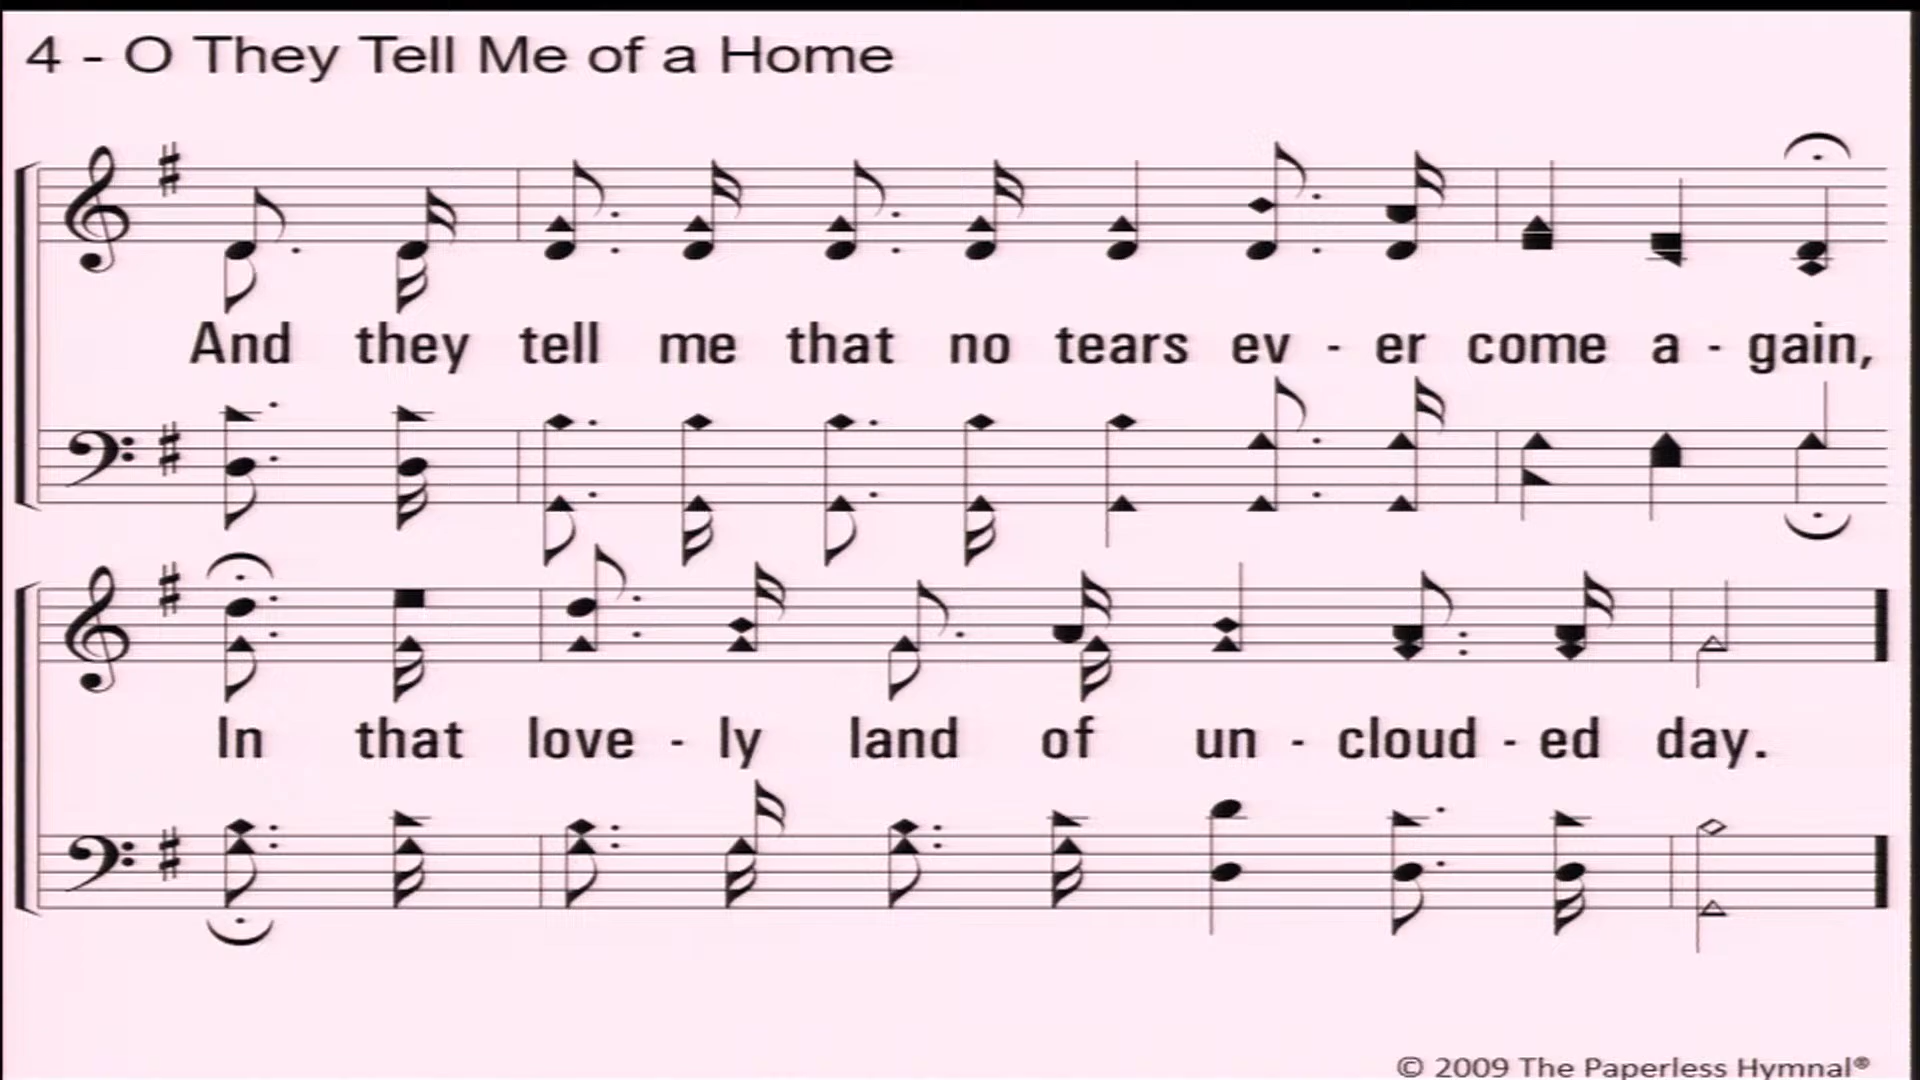 4 - O They Tell Me of a Home
And they tell me that no tears ev - er come a - gain,
In that love - ly land of un - cloud - ed day.
© 2009 The Paperless Hymnal®